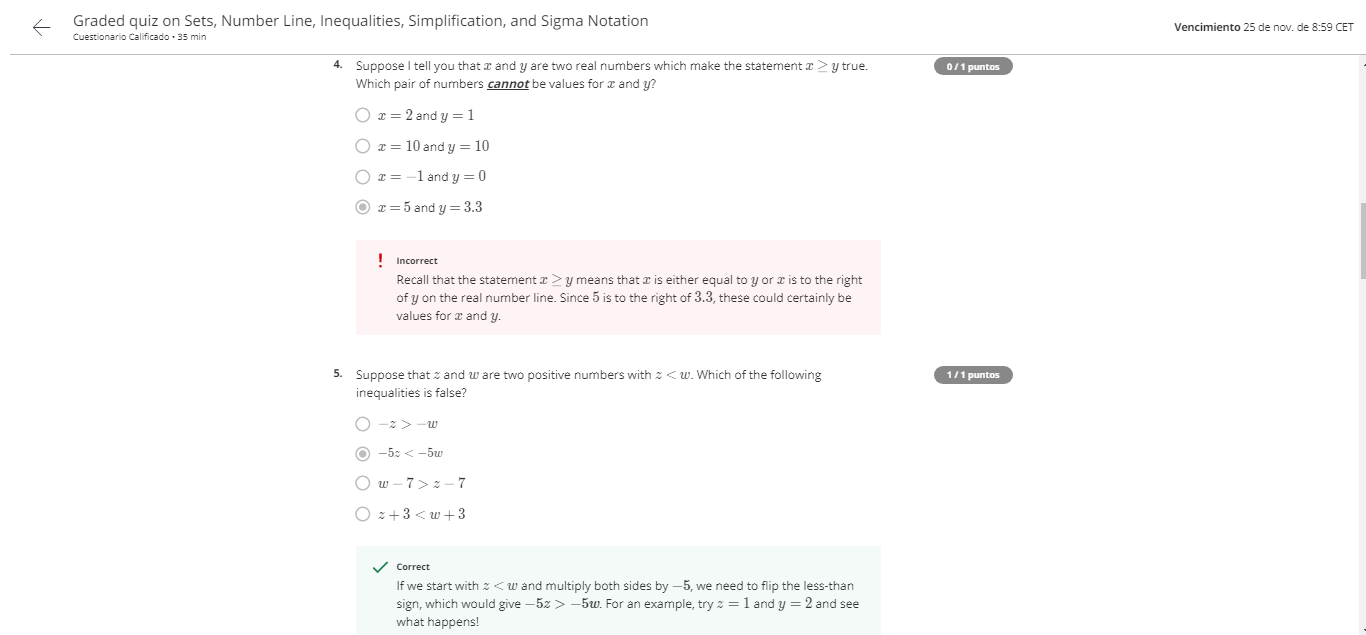 Graded quiz on Sets, Number Line, Inequalities, Simplification, and Sigma Notation
Cuestionario Calificado • 35 min
Vencimiento 25 de nov. de 8:59 CET
4. Suppose I tell you that x and y are two real numbers which make the statement x ≥ y true.
0 / 1 puntos
Which pair of numbers cannot be values for x and y?
x = 2 and y = 1
x = 10 and y = 10
x = −1 and y = 0
x = 5 and y = 3.3
Incorrect
Recall that the statement x ≥ y means that x is either equal to y or x is to the right
of y on the real number line. Since 5 is to the right of 3.3, these could certainly be
values for x and y.
5. Suppose that z and w are two positive numbers with z < w. Which of the following
1 / 1 puntos
inequalities is false?
−z > −w
−5z < −5w
w − 7 > z − 7
z + 3 < w + 3
Correct
If we start with z < w and multiply both sides by −5, we need to flip the less-than
sign, which would give −5z > −5w. For an example, try z = 1 and y = 2 and see
what happens!